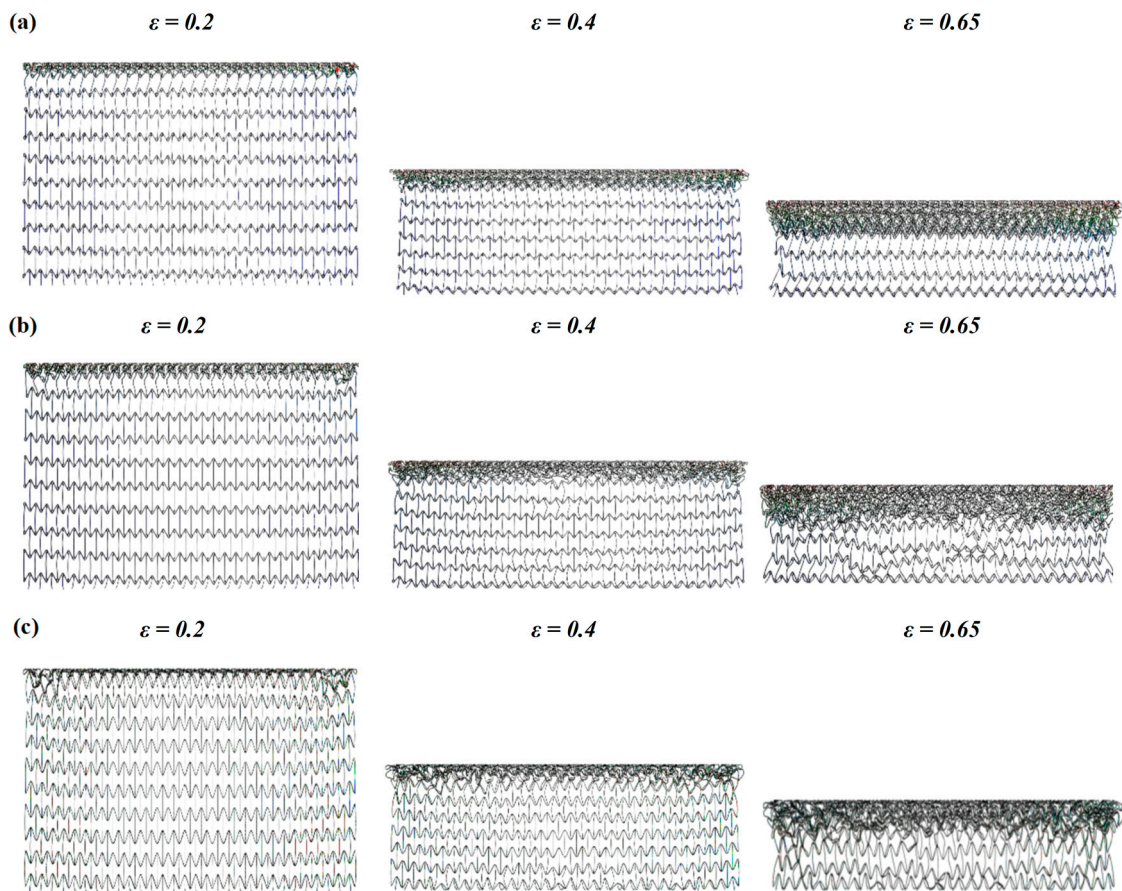 (a) ε = 0.2 ε = 0.4 ε = 0.65
(b) ε = 0.2 ε = 0.4 ε = 0.65
(c) ε = 0.2 ε = 0.4 ε = 0.65